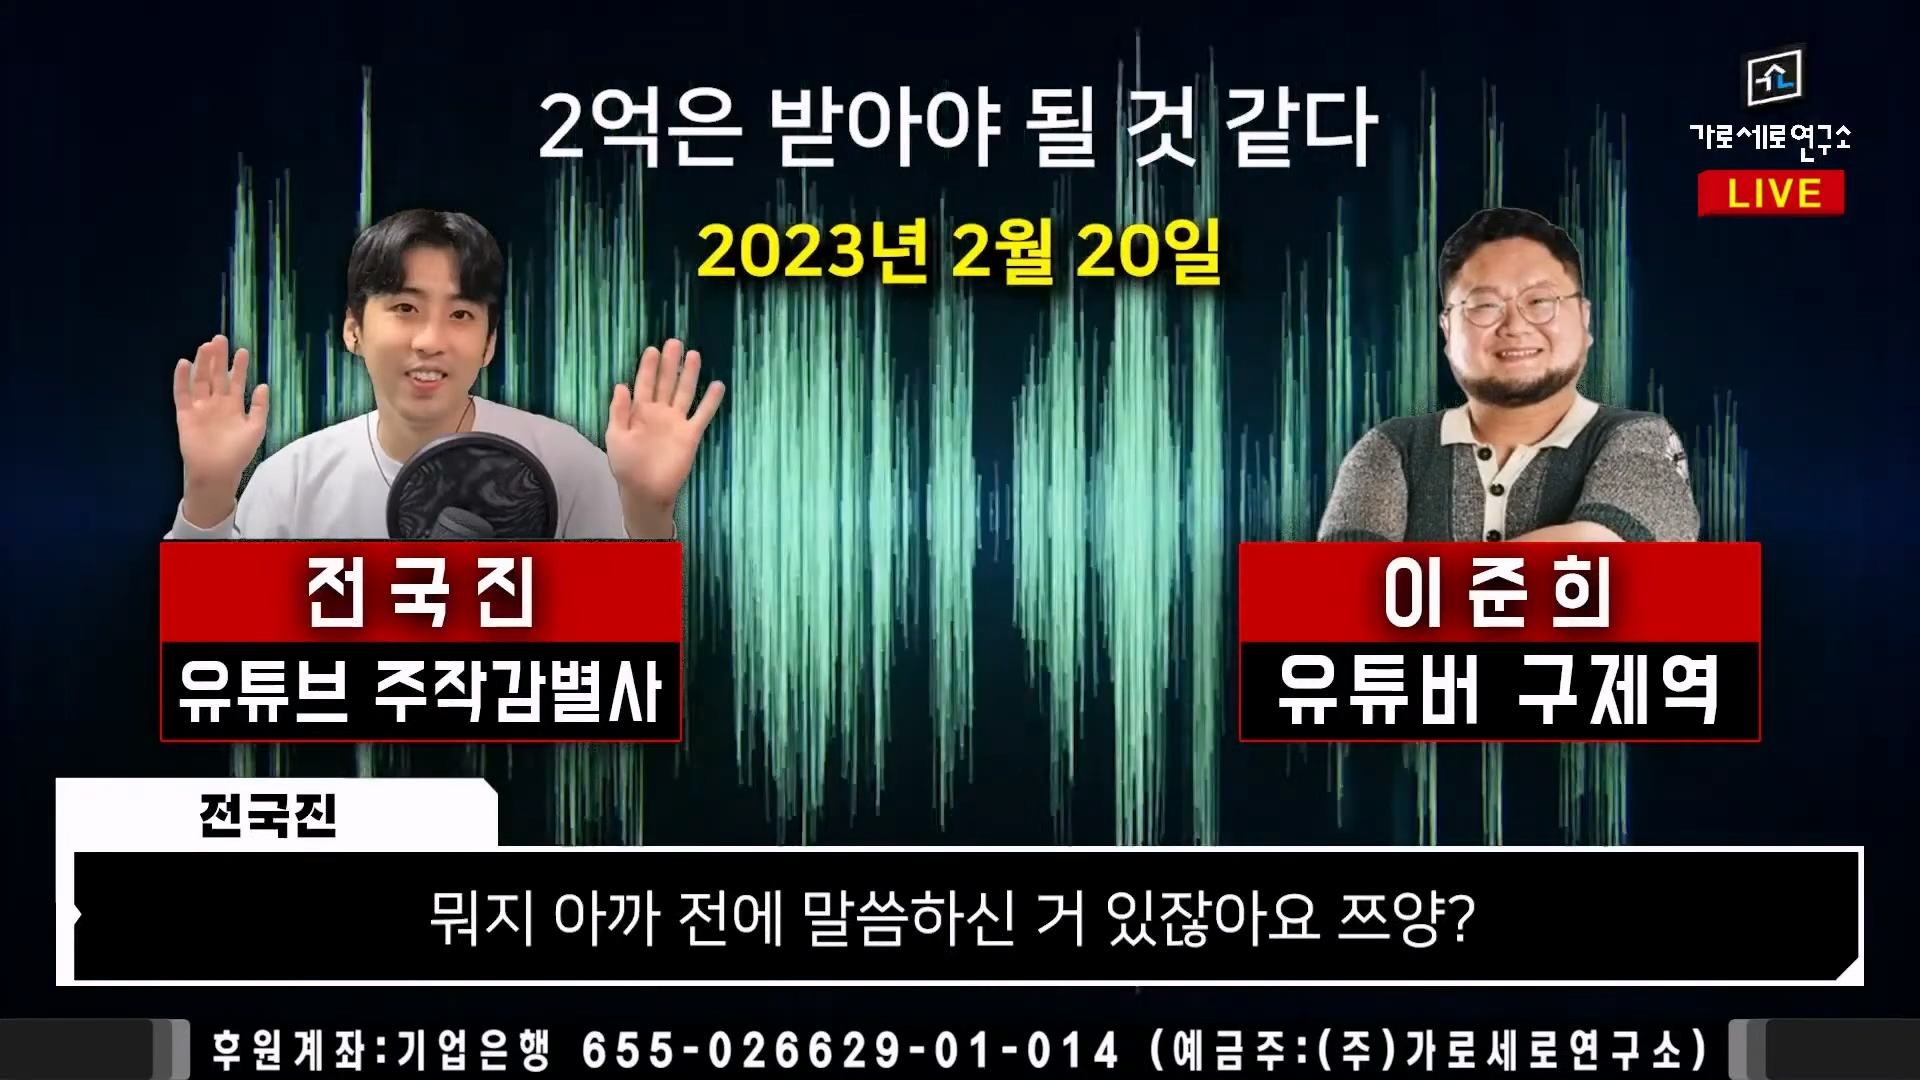 2억은 받아야 될 것 같다
2023년 2월 20일
가로세로연구소
LIVE
전국진
유튜브 주작감별사
이준희
유튜버 구제역
전국진
뭐지 아까 전에 말씀하신 거 있잖아요 쯔양?
후원계좌:기업은행 655-026629-01-014 (예금주:(주)가로세로연구소)